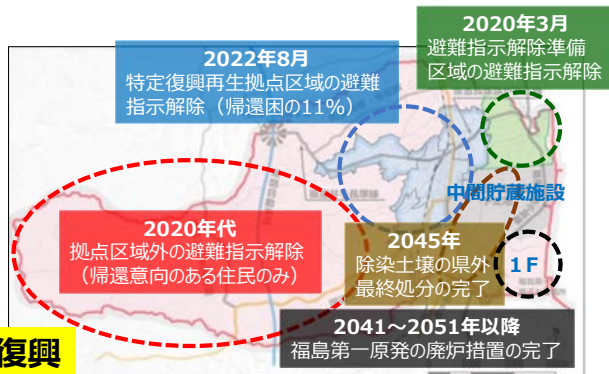 2020年3月
避難指示解除準備
区域の避難指示解除
2022年8月
特定復興再生拠点区域の避難
指示解除（帰還困の11%）
中間貯蔵施設
2020年代
拠点区域外の避難指示解除
（帰還意向のある住民のみ）
2045年
除染土壌の県外
最終処分の完了
1F
2041～2051年以降
福島第一原発の廃炉措置の完了
復興